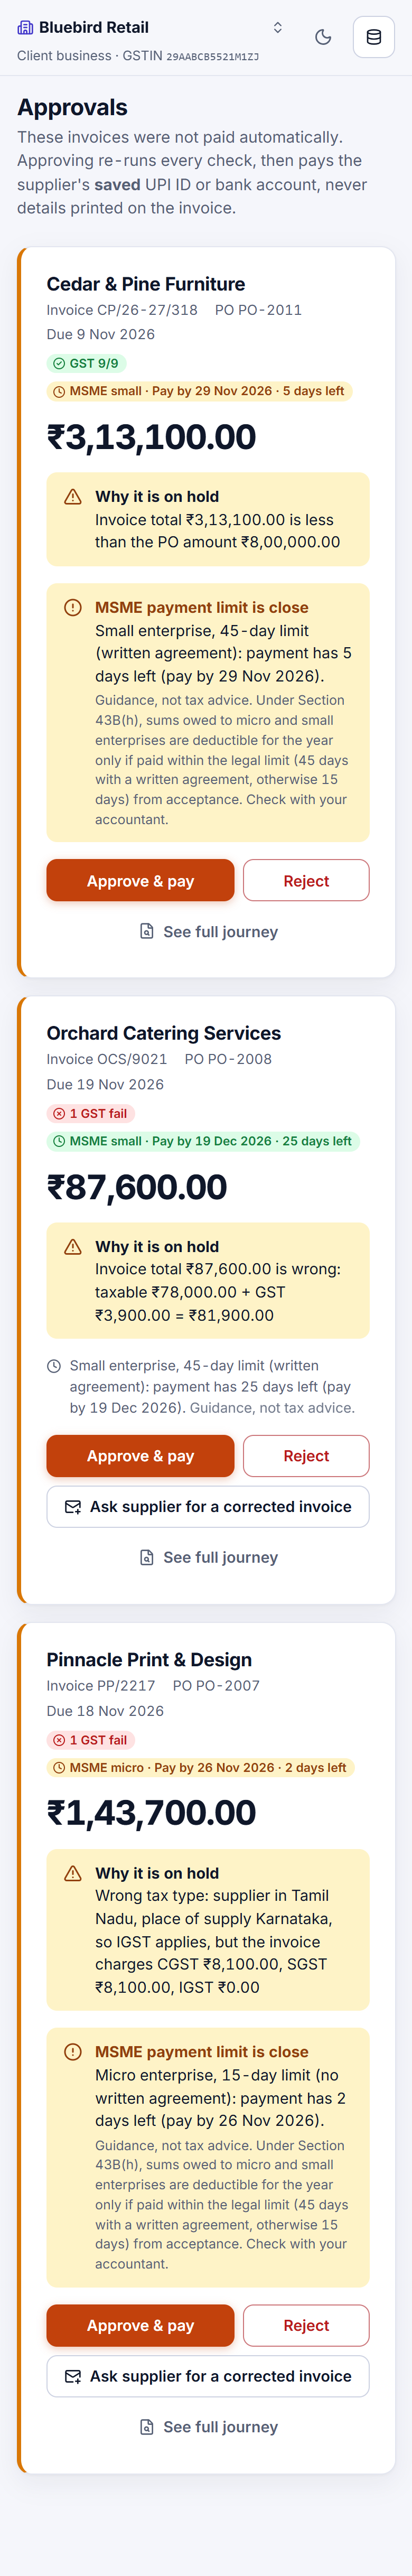 Bluebird Retail
Client business · GSTIN 29AABCB5521M1ZJ
Approvals
These invoices were not paid automatically.
Approving re-runs every check, then pays the
supplier's saved UPI ID or bank account, never
details printed on the invoice.
Cedar & Pine Furniture
Invoice CP/26-27/318 PO PO-2011
Due 9 Nov 2026
GST 9/9
MSME small · Pay by 29 Nov 2026 · 5 days left
₹3,13,100.00
Why it is on hold
Invoice total ₹3,13,100.00 is less
than the PO amount ₹8,00,000.00
MSME payment limit is close
Small enterprise, 45-day limit
(written agreement): payment has 5
days left (pay by 29 Nov 2026).
Guidance, not tax advice. Under Section
43B(h), sums owed to micro and small
enterprises are deductible for the year
only if paid within the legal limit (45 days
with a written agreement, otherwise 15
days) from acceptance. Check with your
accountant.
Approve & pay Reject
See full journey
Orchard Catering Services
Invoice OCS/9021 PO PO-2008
Due 19 Nov 2026
1 GST fail
MSME small · Pay by 19 Dec 2026 · 25 days left
₹87,600.00
Why it is on hold
Invoice total ₹87,600.00 is wrong:
taxable ₹78,000.00 + GST
₹3,900.00 = ₹81,900.00
Small enterprise, 45-day limit (written
agreement): payment has 25 days left (pay
by 19 Dec 2026). Guidance, not tax advice.
Approve & pay Reject
Ask supplier for a corrected invoice
See full journey
Pinnacle Print & Design
Invoice PP/2217 PO PO-2007
Due 18 Nov 2026
1 GST fail
MSME micro · Pay by 26 Nov 2026 · 2 days left
₹1,43,700.00
Why it is on hold
Wrong tax type: supplier in Tamil
Nadu, place of supply Karnataka,
so IGST applies, but the invoice
charges CGST ₹8,100.00, SGST
₹8,100.00, IGST ₹0.00
MSME payment limit is close
Micro enterprise, 15-day limit (no
written agreement): payment has 2
days left (pay by 26 Nov 2026).
Guidance, not tax advice. Under Section
43B(h), sums owed to micro and small
enterprises are deductible for the year
only if paid within the legal limit (45 days
with a written agreement, otherwise 15
days) from acceptance. Check with your
accountant.
Approve & pay Reject
Ask supplier for a corrected invoice
See full journey